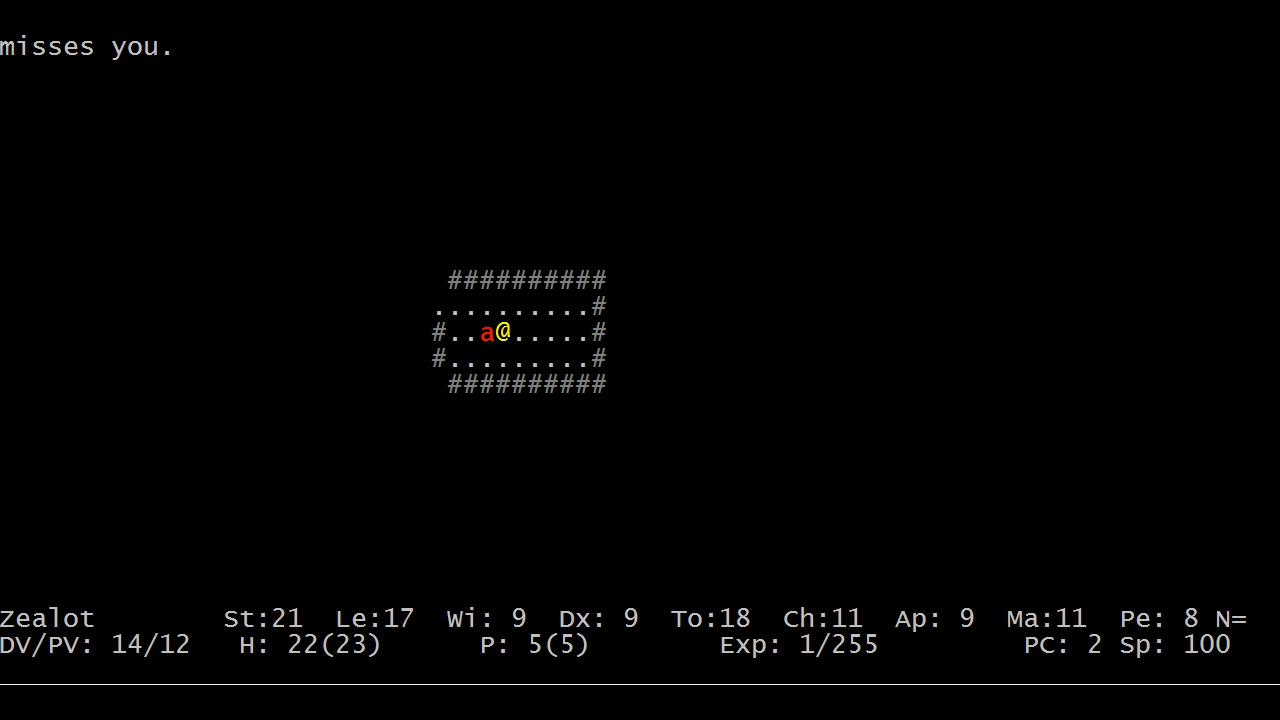 misses you.
##########
. . . . . . . . . . #
#..a@.....#
#.........#
##########
Zealot St:21 Le:17 Wi: 9 Dx: 9 To:18 Ch:11 Ap: 9 Ma:11 Pe: 8 N=
DV/PV: 14/12 H: 22(23) P: 5(5) Exp: 1/255 PC: 2 Sp: 100